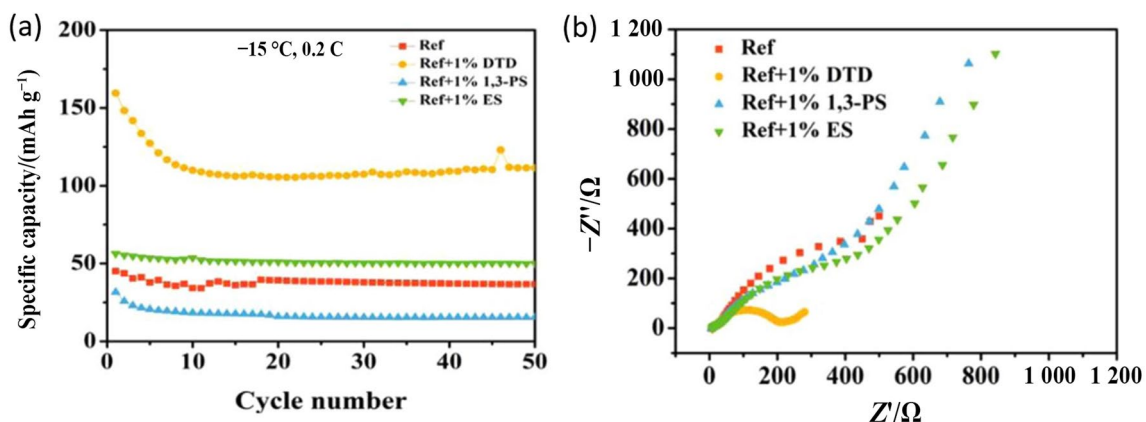 (a)
−15 °C, 0.2 C
Ref
Ref+1% DTD
Ref+1% 1,3-PS
Ref+1% ES
200
150
100
50
0
Specific capacity/(mAh g⁻¹)
0 10 20 30 40 50
Cycle number
(b)
Ref
Ref+1% DTD
Ref+1% 1,3-PS
Ref+1% ES
1 200
1 000
800
600
400
200
0
−Z''/Ω
0 200 400 600 800 1 000 1 200
Z'/Ω